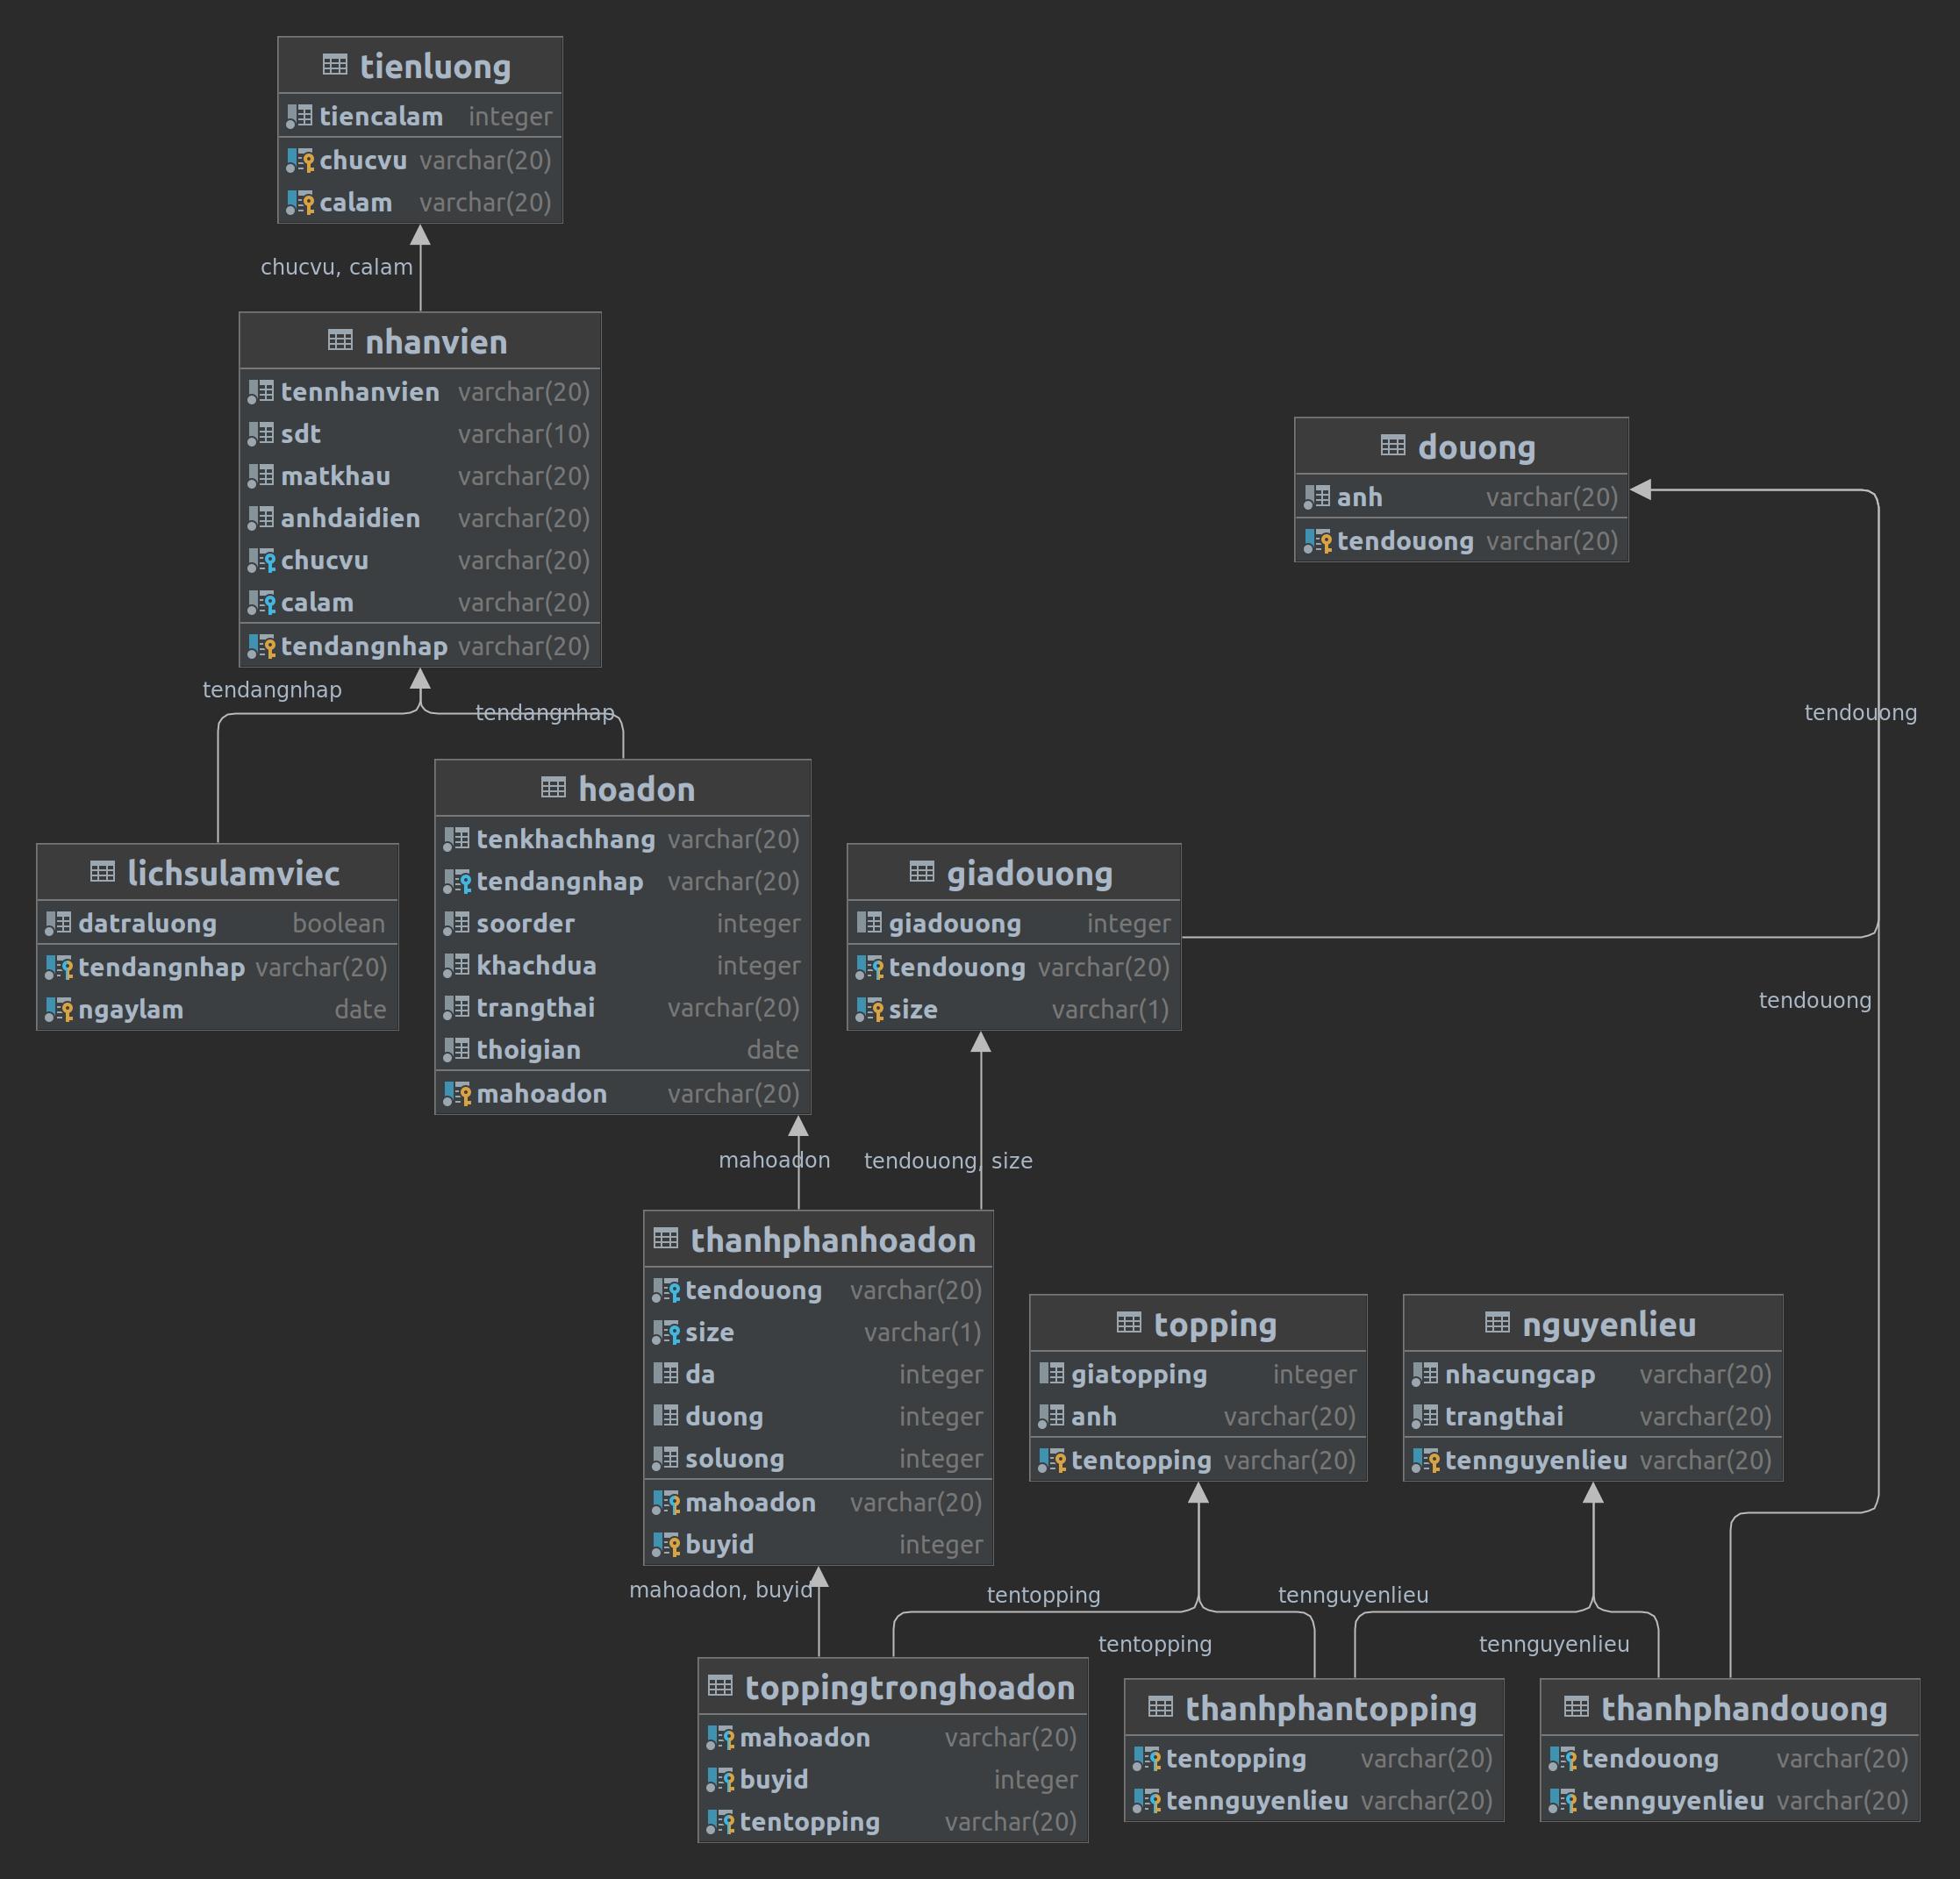 tienluong
tiencalam integer
chucvu varchar(20)
calam varchar(20)
chucvu, calam
nhanvien
tennhanvien varchar(20)
sdt varchar(10)
matkhau varchar(20)
anhdaidien varchar(20)
chucvu varchar(20)
calam varchar(20)
tendangnhap varchar(20)
douong
anh varchar(20)
tendouong varchar(20)
tendangnhap
tendangnhap
tendouong
hoadon
tenkhachhang varchar(20)
tendangnhap varchar(20)
soorder integer
khachdua integer
trangthai varchar(20)
thoigian date
mahoadon varchar(20)
lichsulamviec
datraluong boolean
tendangnhap varchar(20)
ngaylam date
giadouong
giadouong integer
tendouong varchar(20)
size varchar(1)
tendouong
mahoadon
tendouong, size
thanhphanhoadon
tendouong varchar(20)
size varchar(1)
da integer
duong integer
soluong integer
mahoadon varchar(20)
buyid integer
topping
giatopping integer
anh varchar(20)
tentopping varchar(20)
nguyenlieu
nhacungcap varchar(20)
trangthai varchar(20)
tennguyenlieu varchar(20)
mahoadon, buyid
tentopping
tennguyenlieu
tentopping
tennguyenlieu
toppingtronghoadon
mahoadon varchar(20)
buyid integer
tentopping varchar(20)
thanhphantopping
tentopping varchar(20)
tennguyenlieu varchar(20)
thanhphandouong
tendouong varchar(20)
tennguyenlieu varchar(20)